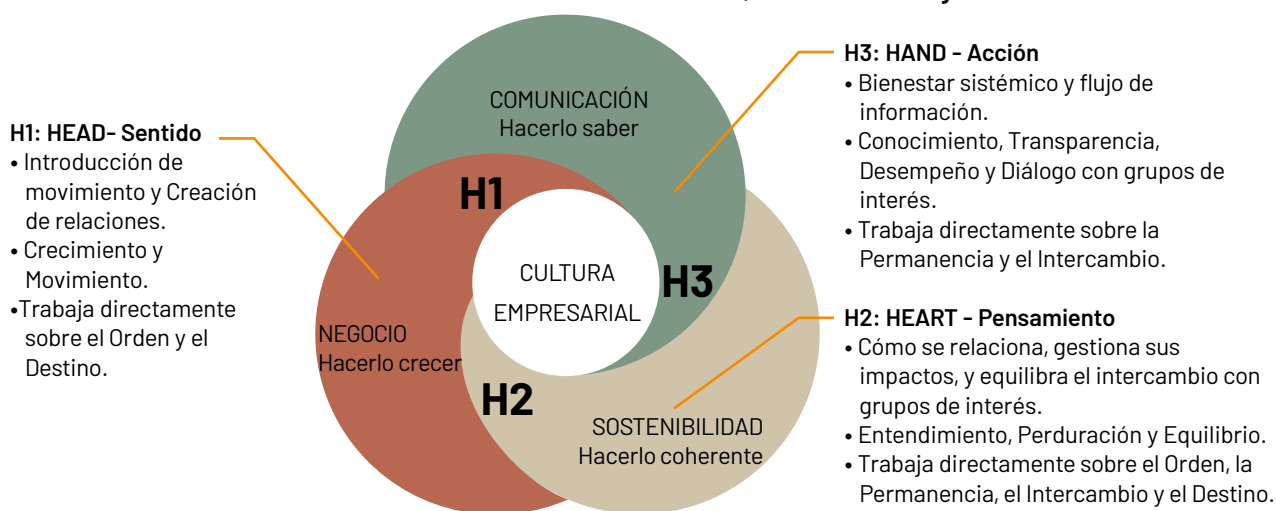 H1: HEAD- Sentido
• Introducción de
movimiento y Creación
de relaciones.
• Crecimiento y
Movimiento.
•Trabaja directamente
sobre el Orden y el
Destino.
COMUNICACIÓN
Hacerlo saber
H1
CULTURA
EMPRESARIAL
H3
NEGOCIO
Hacerlo crecer
H2
SOSTENIBILIDAD
Hacerlo coherente
H3: HAND - Acción
• Bienestar sistémico y flujo de
información.
• Conocimiento, Transparencia,
Desempeño y Diálogo con grupos de
interés.
• Trabaja directamente sobre la
Permanencia y el Intercambio.
H2: HEART - Pensamiento
• Cómo se relaciona, gestiona sus
impactos, y equilibra el intercambio con
grupos de interés.
• Entendimiento, Perduración y Equilibrio.
• Trabaja directamente sobre el Orden, la
Permanencia, el Intercambio y el Destino.